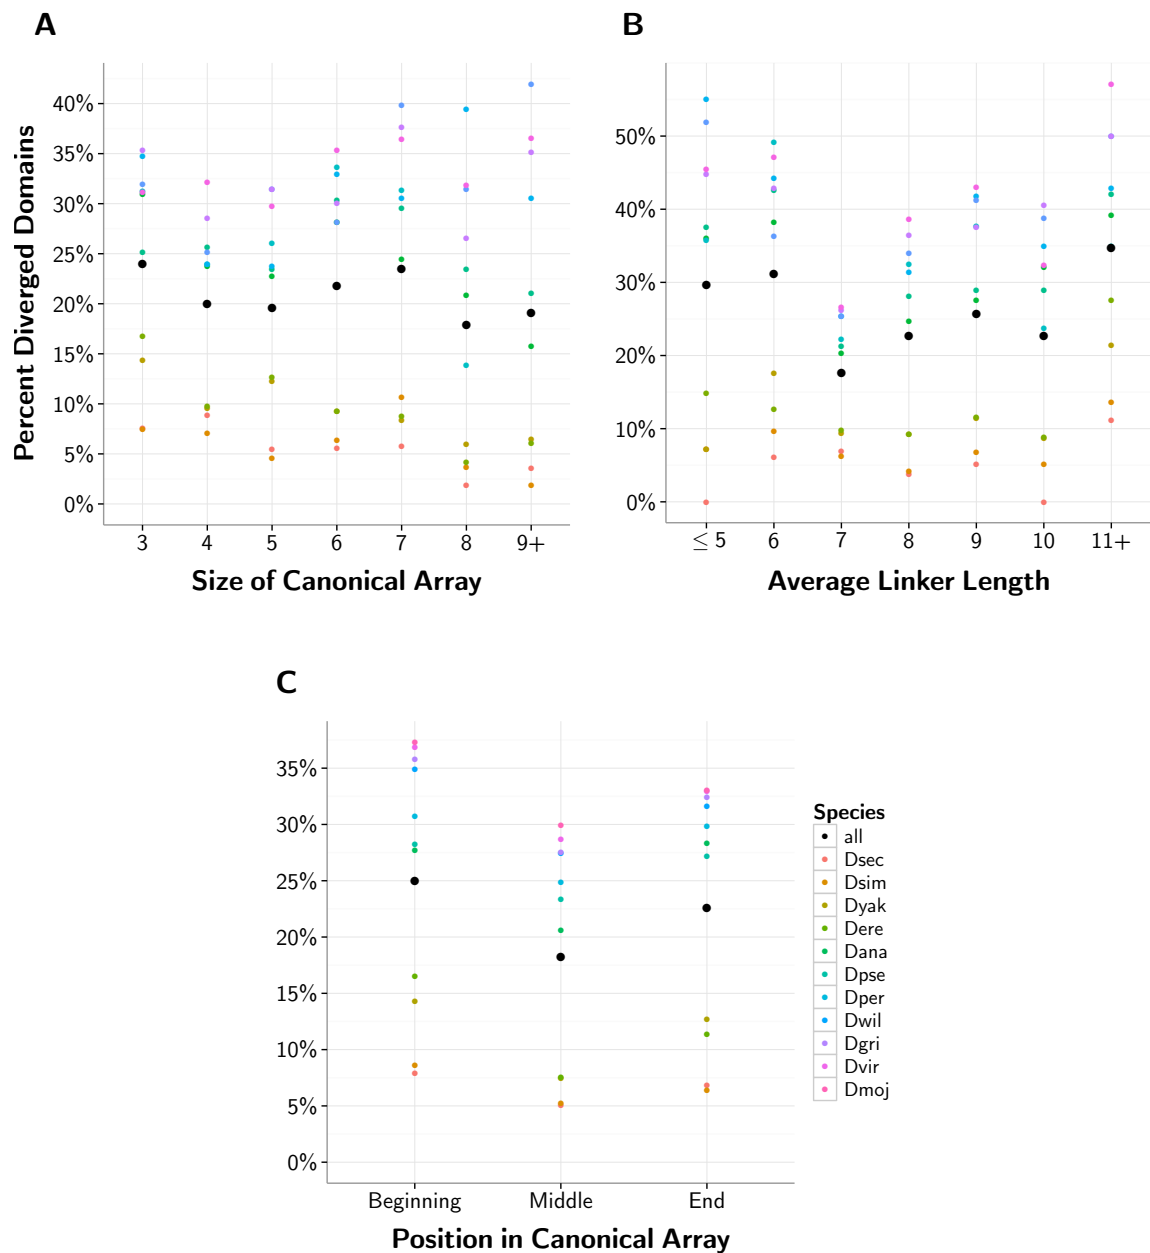 A
B
Percent Diverged Domains
40%
35%
30%
25%
20%
15%
10%
5%
0%
3 4 5 6 7 8 9+
Size of Canonical Array
50%
40%
30%
20%
10%
0%
≤ 5 6 7 8 9 10 11+
Average Linker Length
C
35%
30%
25%
20%
15%
10%
5%
0%
Beginning Middle End
Position in Canonical Array
Species
all
Dsec
Dsim
Dyak
Dere
Dana
Dpse
Dper
Dwil
Dgri
Dvir
Dmoj